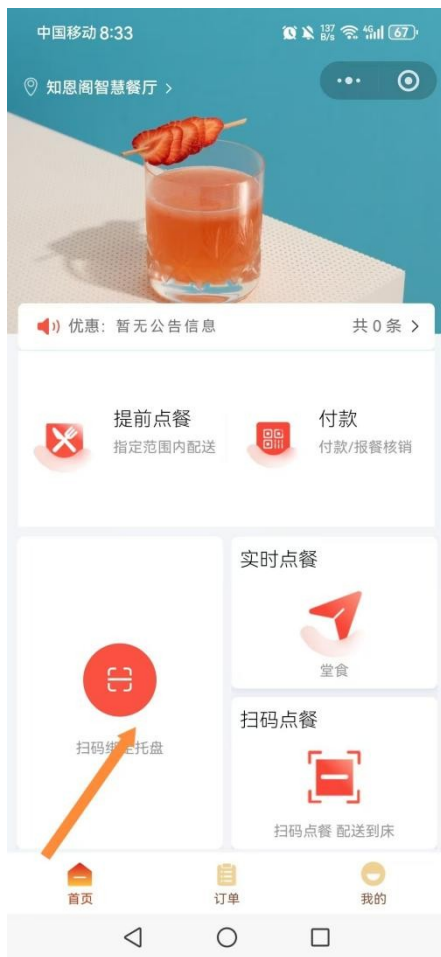 中国移动 8:33
137 B/s 4G 67
知恩阁智慧餐厅 >
优惠: 暂无公告信息 共0条 >
提前点餐 付款
指定范围内配送 付款/报餐核销
实时点餐
堂食
扫码点餐
扫码绑定托盘
扫码点餐 配送到床
首页 订单 我的